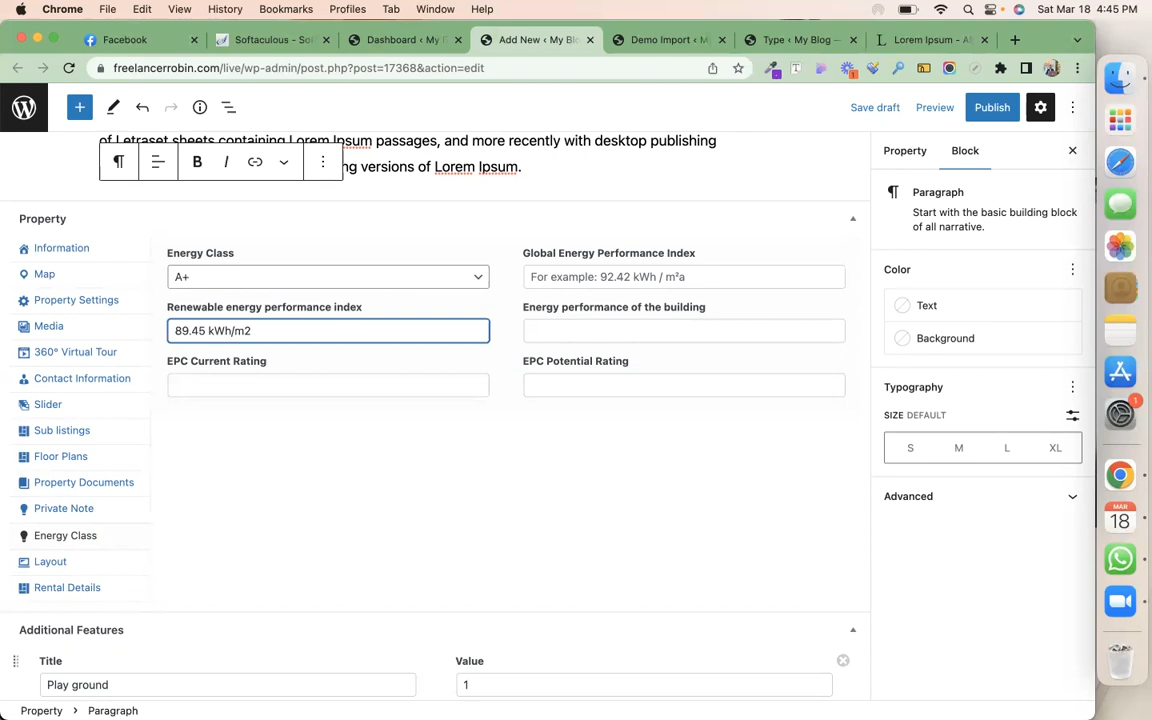 Chrome File Edit View History Bookmarks Profiles Tab Window Help Sat Mar 18 4:45 PM
Facebook Softaculous - Sof Dashboard ‹ My Add New ‹ My Bl Demo Import ‹ M Type ‹ My Blog — Lorem Ipsum - Al
freelancerrobin.com/live/wp-admin/post.php?post=17368&action=edit
Save draft Preview Publish
of Letraset sheets containing Lorem Ipsum passages, and more recently with desktop publishing
B I
ng versions of Lorem Ipsum.
Property Block
Paragraph
Start with the basic building block
of all narrative.
Color
Text
Background
Typography
SIZE DEFAULT
S M L XL
Advanced
Property
Information
Map
Property Settings
Media
360° Virtual Tour
Contact Information
Slider
Sub listings
Floor Plans
Property Documents
Private Note
Energy Class
Layout
Rental Details
Energy Class Global Energy Performance Index
A+ For example: 92.42 kWh / m²a
Renewable energy performance index Energy performance of the building
89.45 kWh/m2
EPC Current Rating EPC Potential Rating
Additional Features
Title Value
Play ground 1
Property Paragraph
1
MAR
18